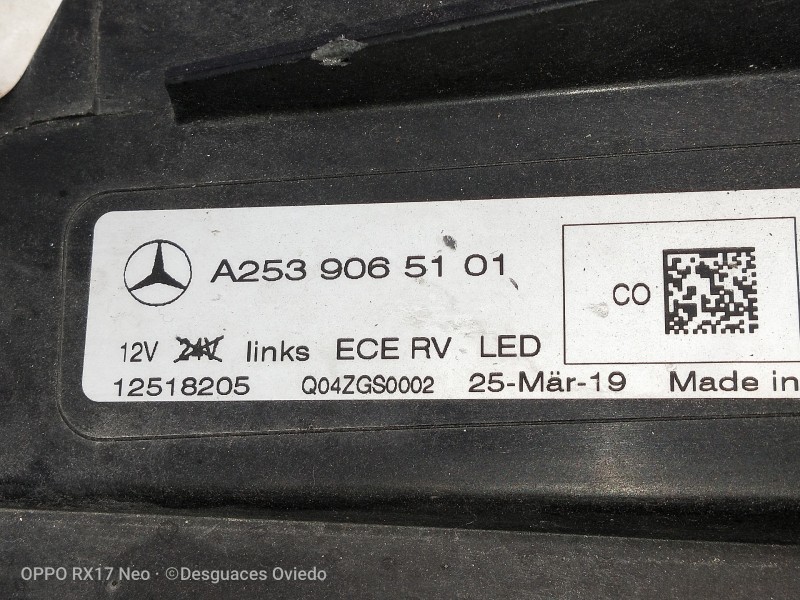 A253 906 51 01
CO
12V 24V links ECE RV LED
12518205 Q04ZGS0002 25-Mär-19 Made in
OPPO RX17 Neo · ©Desguaces Oviedo